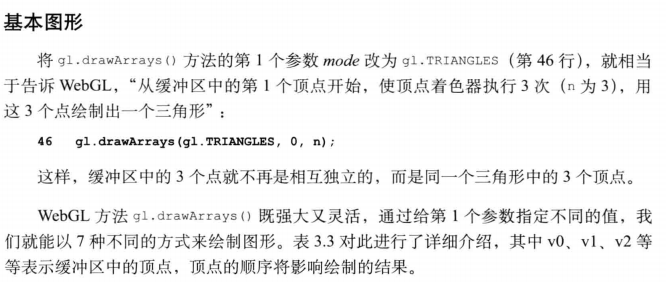 基本图形
将 gl.drawArrays() 方法的第 1 个参数 mode 改为 gl.TRIANGLES（第 46 行），就相当
于告诉 WebGL，“从缓冲区中的第 1 个顶点开始，使顶点着色器执行 3 次（n 为 3），用
这 3 个点绘制出一个三角形”：
46 gl.drawArrays(gl.TRIANGLES, 0, n);
这样，缓冲区中的 3 个点就不再是相互独立的，而是同一个三角形中的 3 个顶点。
WebGL 方法 gl.drawArrays() 既强大又灵活，通过给第 1 个参数指定不同的值，我
们就能以 7 种不同的方式来绘制图形。表 3.3 对此进行了详细介绍，其中 v0、v1、v2 等
等表示缓冲区中的顶点，顶点的顺序将影响绘制的结果。